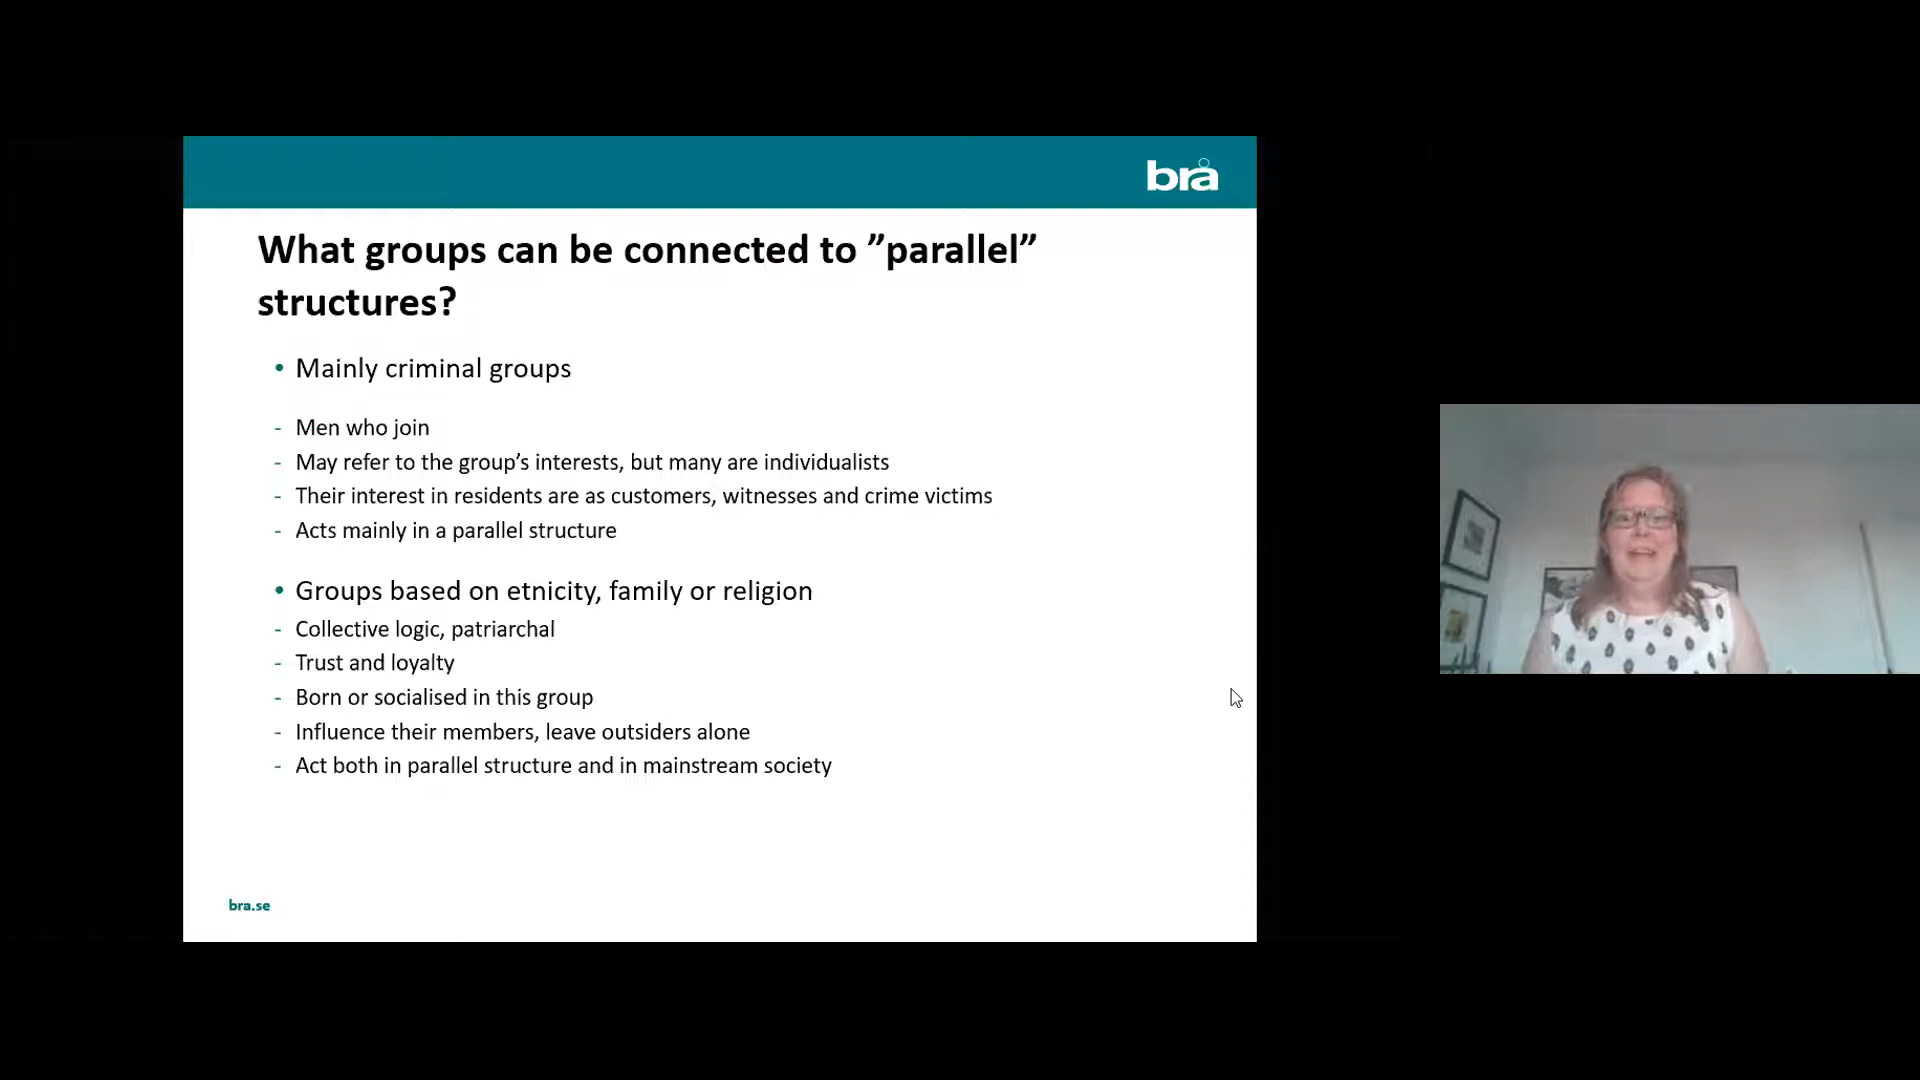 brå
What groups can be connected to ”parallel”
structures?
• Mainly criminal groups
- Men who join
- May refer to the group’s interests, but many are individualists
- Their interest in residents are as customers, witnesses and crime victims
- Acts mainly in a parallel structure
• Groups based on etnicity, family or religion
- Collective logic, patriarchal
- Trust and loyalty
- Born or socialised in this group
- Influence their members, leave outsiders alone
- Act both in parallel structure and in mainstream society
bra.se